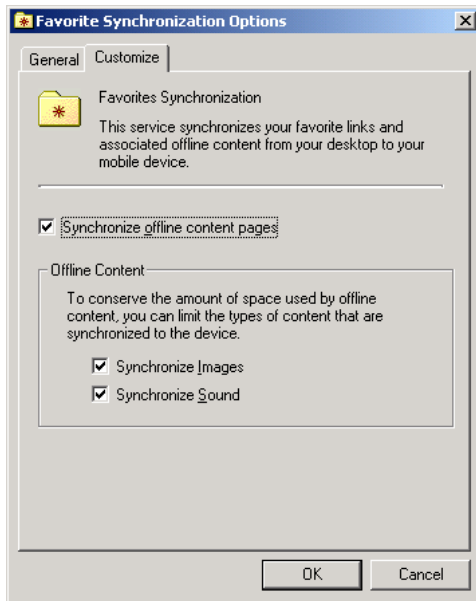 Favorite Synchronization Options
General
Customize
Favorites Synchronization
This service synchronizes your favorite links and
associated offline content from your desktop to your
mobile device.
Synchronize offline content pages
Offline Content
To conserve the amount of space used by offline
content, you can limit the types of content that are
synchronized to the device.
Synchronize Images
Synchronize Sound
OK
Cancel